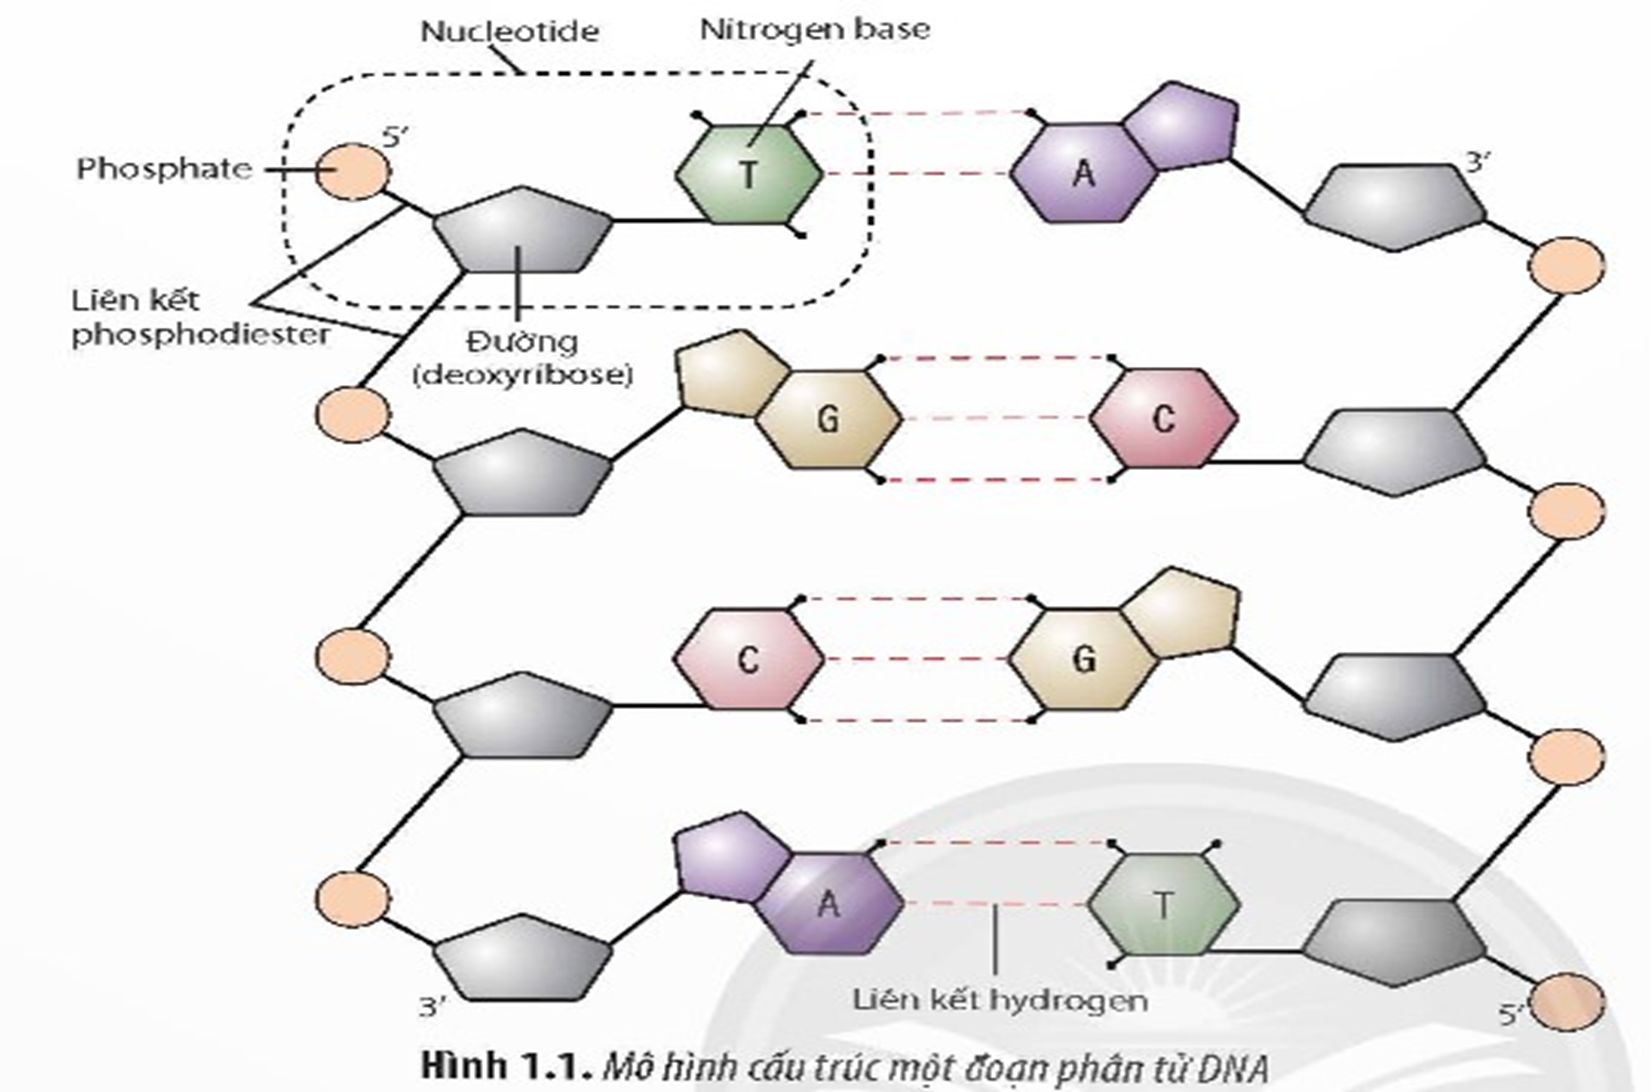 Nucleotide
Nitrogen base
5'
Phosphate
T
A
3'
Liên kết
phosphodiester
Đường
(deoxyribose)
G
C
C
G
A
T
Liên kết hydrogen
3'
5'
Hình 1.1. Mô hình cấu trúc một đoạn phân tử DNA